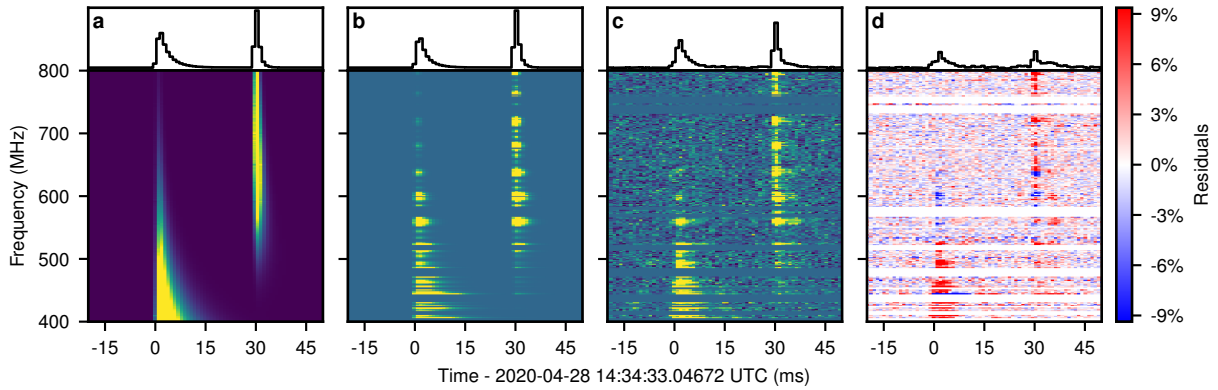 a
b
c
d
9%
6%
3%
0%
-3%
-6%
-9%
Residuals
800
700
600
500
400
Frequency (MHz)
-15 0 15 30 45
-15 0 15 30 45
-15 0 15 30 45
-15 0 15 30 45
Time - 2020-04-28 14:34:33.04672 UTC (ms)